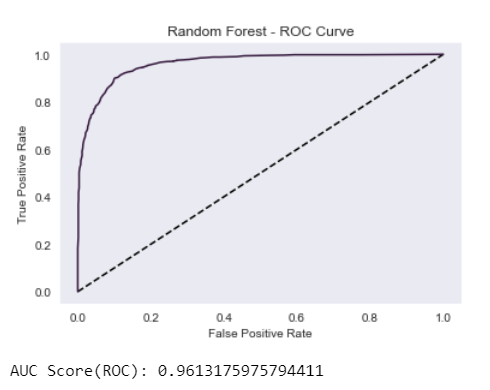 Random Forest - ROC Curve
1.0
0.8
0.6
0.4
0.2
0.0
True Positive Rate
0.0 0.2 0.4 0.6 0.8 1.0
False Positive Rate
AUC Score(ROC): 0.9613175975794411